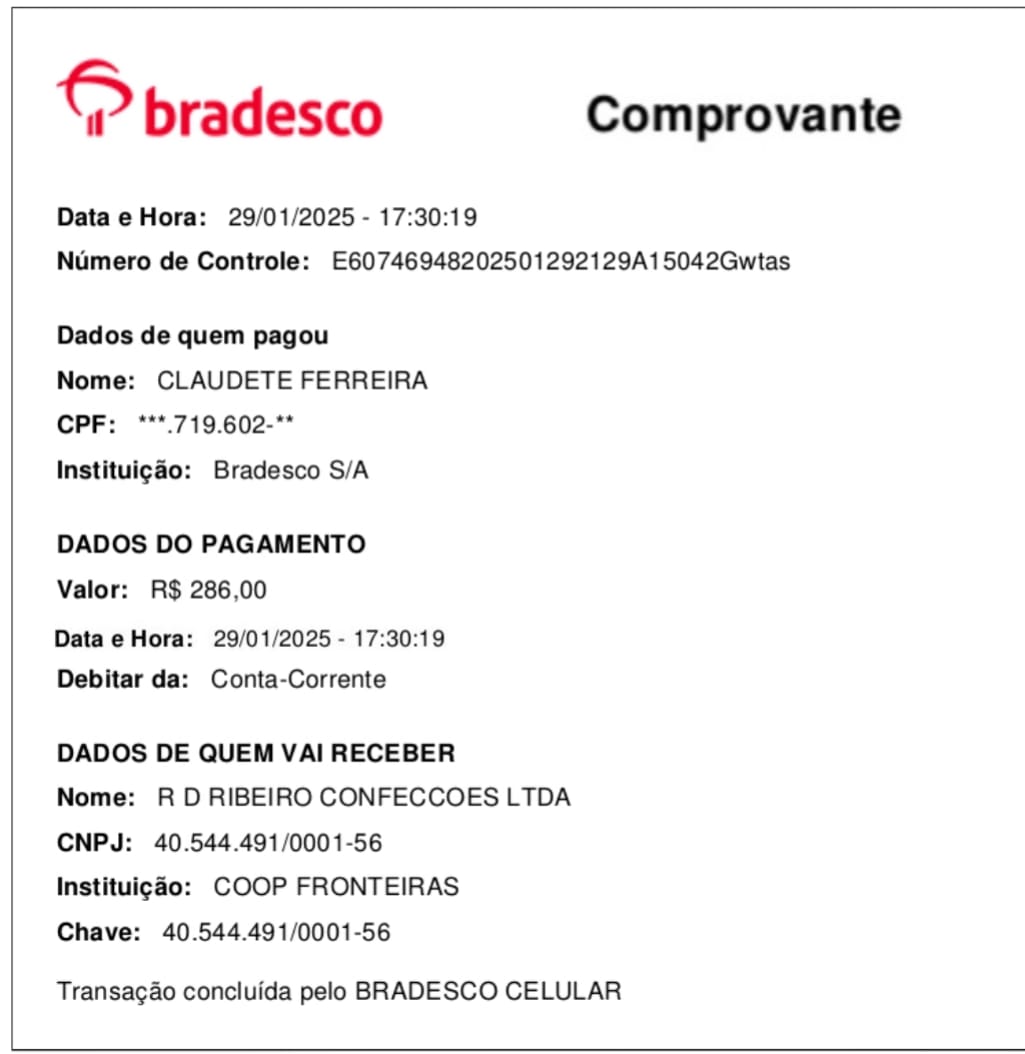 bradesco
Comprovante
Data e Hora: 29/01/2025 - 17:30:19
Número de Controle: E60746948202501292129A15042Gwtas
Dados de quem pagou
Nome: CLAUDETE FERREIRA
CPF: ***.719.602-**
Instituição: Bradesco S/A
DADOS DO PAGAMENTO
Valor: R$ 286,00
Data e Hora: 29/01/2025 - 17:30:19
Debitar da: Conta-Corrente
DADOS DE QUEM VAI RECEBER
Nome: R D RIBEIRO CONFECCOES LTDA
CNPJ: 40.544.491/0001-56
Instituição: COOP FRONTEIRAS
Chave: 40.544.491/0001-56
Transação concluída pelo BRADESCO CELULAR